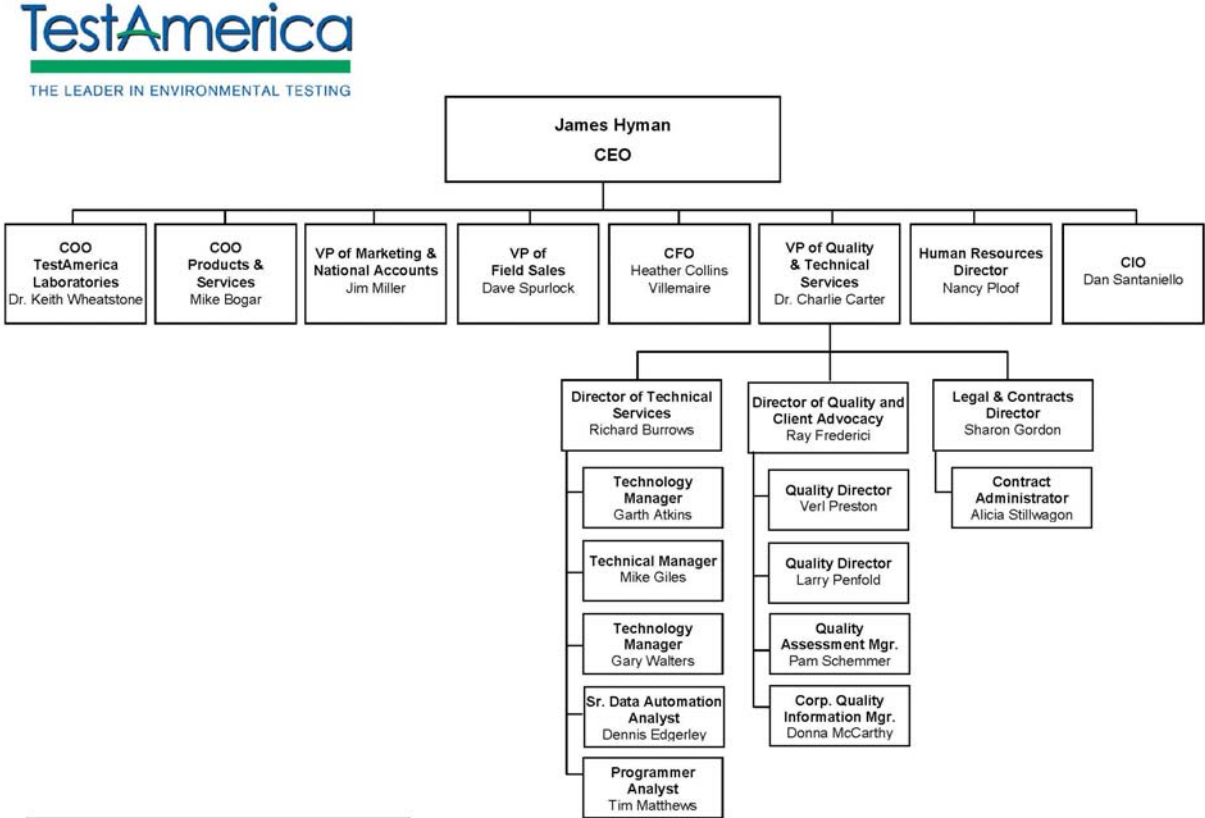 TestAmerica
THE LEADER IN ENVIRONMENTAL TESTING
James Hyman
CEO
COO
TestAmerica
Laboratories
Dr. Keith Wheatstone
COO
Products &
Services
Mike Bogar
VP of Marketing &
National Accounts
Jim Miller
VP of
Field Sales
Dave Spurlock
CFO
Heather Collins
Villemaire
VP of Quality
& Technical
Services
Dr. Charlie Carter
Human Resources
Director
Nancy Ploof
CIO
Dan Santaniello
Director of Technical
Services
Richard Burrows
Technology
Manager
Garth Atkins
Technical Manager
Mike Giles
Technology
Manager
Gary Walters
Sr. Data Automation
Analyst
Dennis Edgerley
Programmer
Analyst
Tim Matthews
Director of Quality and
Client Advocacy
Ray Frederici
Quality Director
Verl Preston
Quality Director
Larry Penfold
Quality
Assessment Mgr.
Pam Schemmer
Corp. Quality
Information Mgr.
Donna McCarthy
Legal & Contracts
Director
Sharon Gordon
Contract
Administrator
Alicia Stillwagon